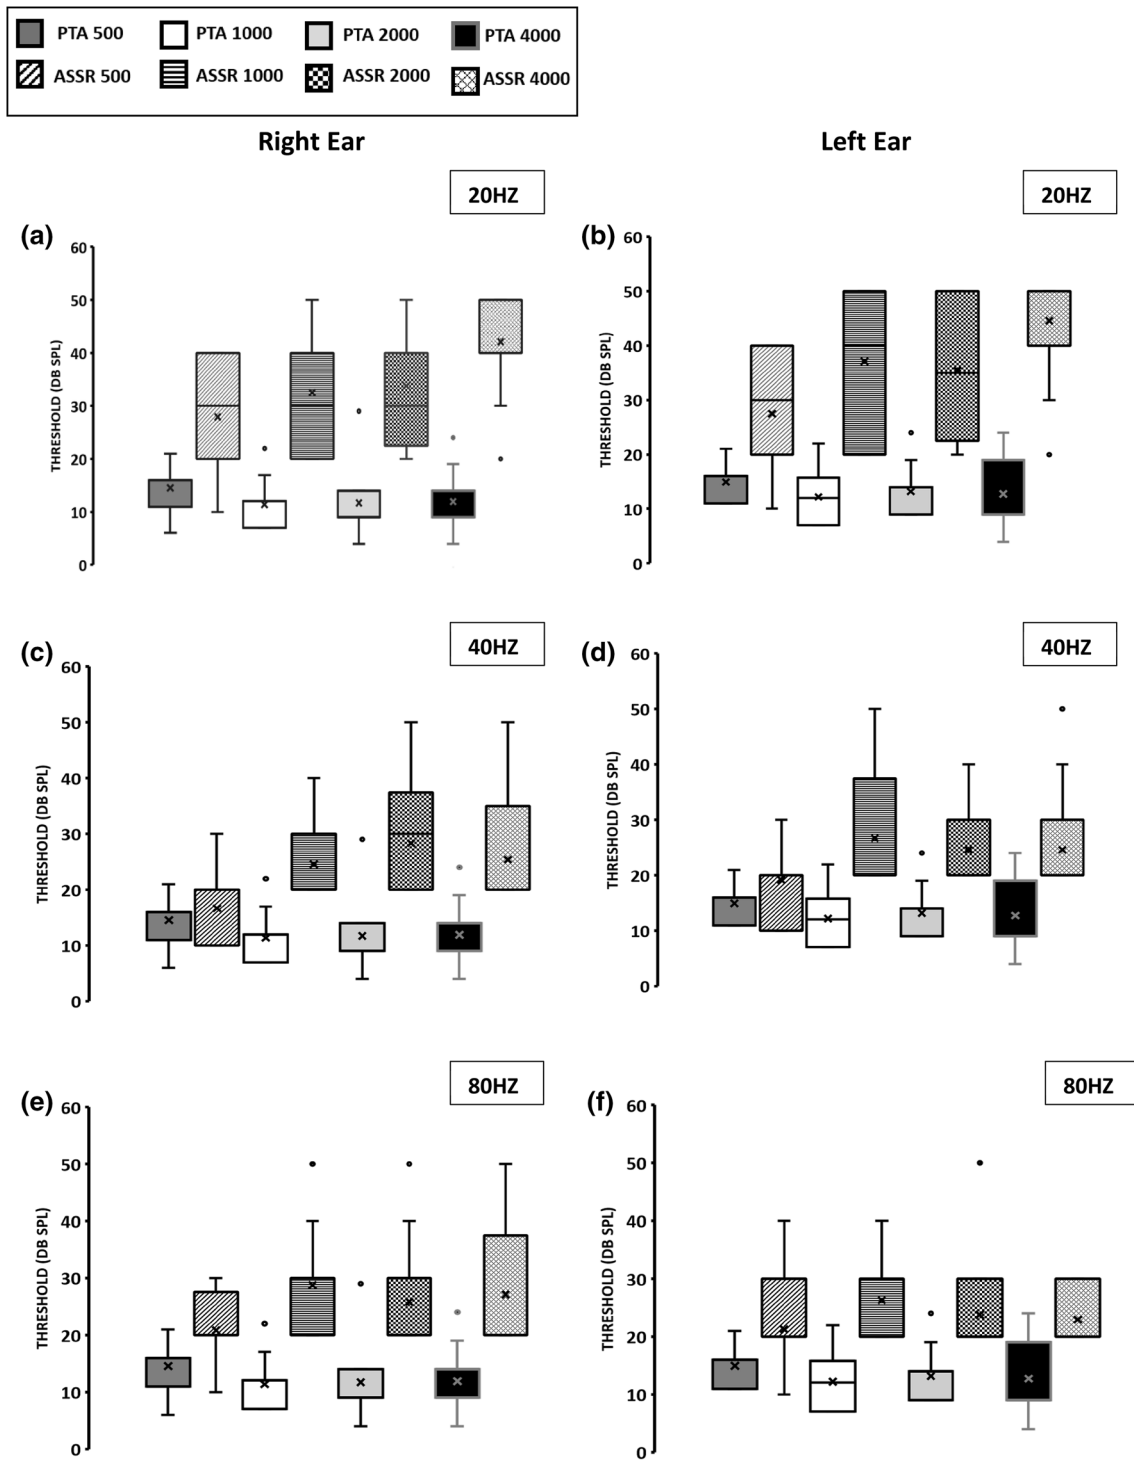 PTA 500 PTA 1000 PTA 2000 PTA 4000
ASSR 500 ASSR 1000 ASSR 2000 ASSR 4000
Right Ear Left Ear
20HZ 20HZ
(a) (b)
60 50 40 30 20 10 0
THRESHOLD (DB SPL)
60 50 40 30 20 10 0
THRESHOLD (DB SPL)
40HZ 40HZ
(c) (d)
60 50 40 30 20 10 0
THRESHOLD (DB SPL)
60 50 40 30 20 10 0
THRESHOLD (DB SPL)
80HZ 80HZ
(e) (f)
60 50 40 30 20 10 0
THRESHOLD (DB SPL)
60 50 40 30 20 10 0
THRESHOLD (DB SPL)